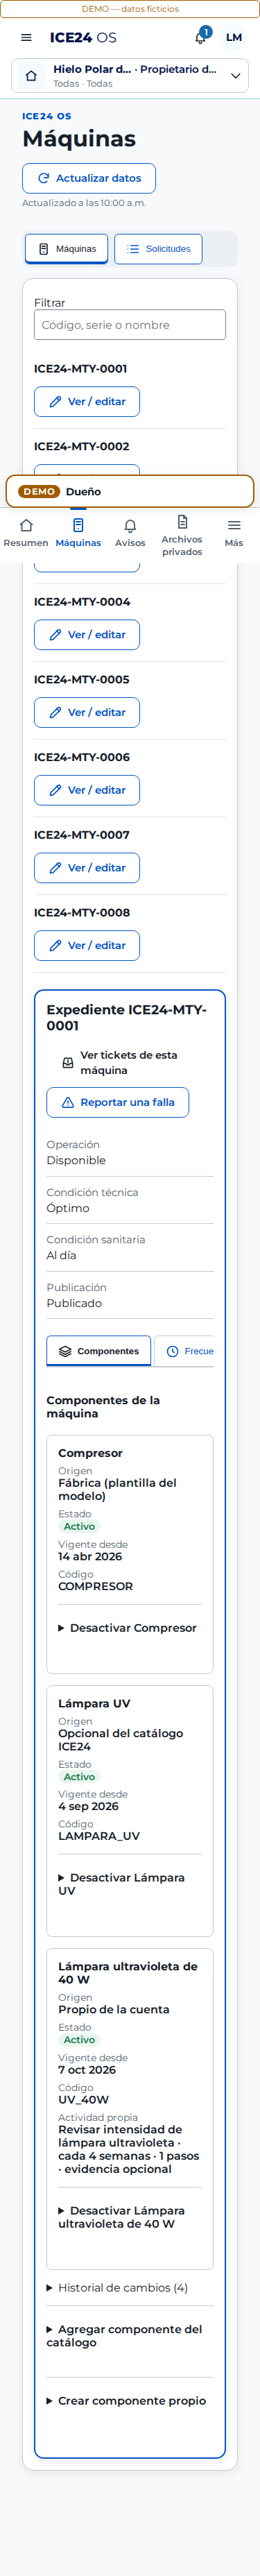 DEMO — datos ficticios
ICE24 OS
1
LM
Hielo Polar d... · Propietario d...
Todas · Todas
ICE24 OS
Máquinas
Actualizar datos
Actualizado a las 10:00 a.m.
Máquinas
Solicitudes
Filtrar
Código, serie o nombre
ICE24-MTY-0001
Ver / editar
ICE24-MTY-0002
DEMO Dueño
Resumen
Máquinas
Avisos
Archivos privados
Más
ICE24-MTY-0004
Ver / editar
ICE24-MTY-0005
Ver / editar
ICE24-MTY-0006
Ver / editar
ICE24-MTY-0007
Ver / editar
ICE24-MTY-0008
Ver / editar
Expediente ICE24-MTY-
0001
Ver tickets de esta
máquina
Reportar una falla
Operación
Disponible
Condición técnica
Óptimo
Condición sanitaria
Al día
Publicación
Publicado
Componentes
Frecue
Componentes de la
máquina
Compresor
Origen
Fábrica (plantilla del
modelo)
Estado
Activo
Vigente desde
14 abr 2026
Código
COMPRESOR
Desactivar Compresor
Lámpara UV
Origen
Opcional del catálogo
ICE24
Estado
Activo
Vigente desde
4 sep 2026
Código
LAMPARA_UV
Desactivar Lámpara
UV
Lámpara ultravioleta de
40 W
Origen
Propio de la cuenta
Estado
Activo
Vigente desde
7 oct 2026
Código
UV_40W
Actividad propia
Revisar intensidad de
lámpara ultravioleta ·
cada 4 semanas · 1 pasos
· evidencia opcional
Desactivar Lámpara
ultravioleta de 40 W
Historial de cambios (4)
Agregar componente del
catálogo
Crear componente propio